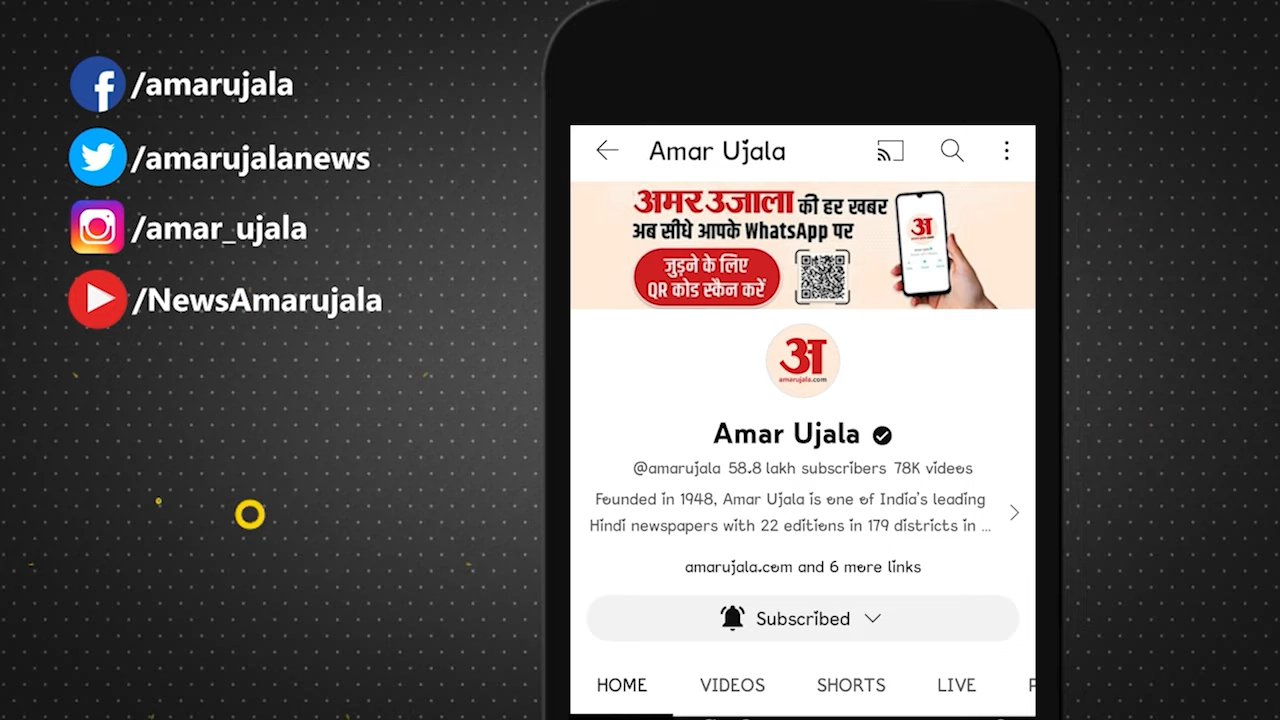 /amarujala
/amarujalanews
/amar_ujala
/NewsAmarujala
Amar Ujala
अमर उजाला की हर खबर
अब सीधे आपके WhatsApp पर
जुड़ने के लिए
QR कोड स्कैन करें
अ
अ
amarujala.com
Amar Ujala
@amarujala 58.8 lakh subscribers 78K videos
Founded in 1948, Amar Ujala is one of India's leading
Hindi newspapers with 22 editions in 179 districts in ...
amarujala.com and 6 more links
Subscribed
HOME VIDEOS SHORTS LIVE